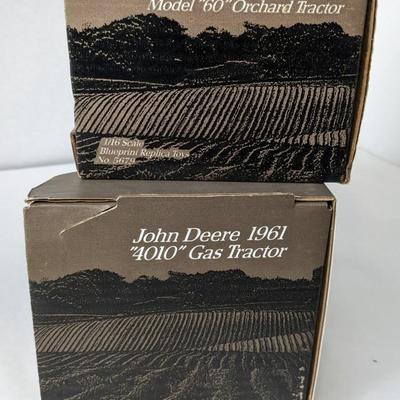 Model "60" Orchard Tractor
1/16 Scale
Blueprint Replica Toys
No. 5679
John Deere 1961
"4010" Gas Tractor